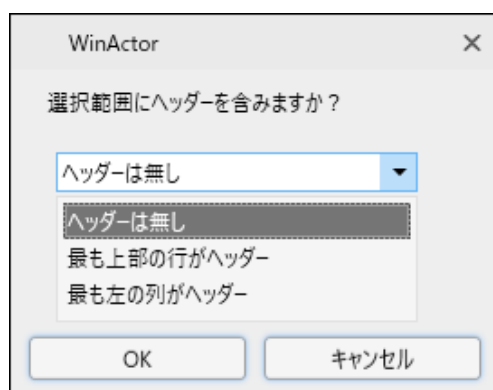 WinActor
選択範囲にヘッダーを含みますか？
ヘッダーは無し
ヘッダーは無し
最も上部の行がヘッダー
最も左の列がヘッダー
OK キャンセル